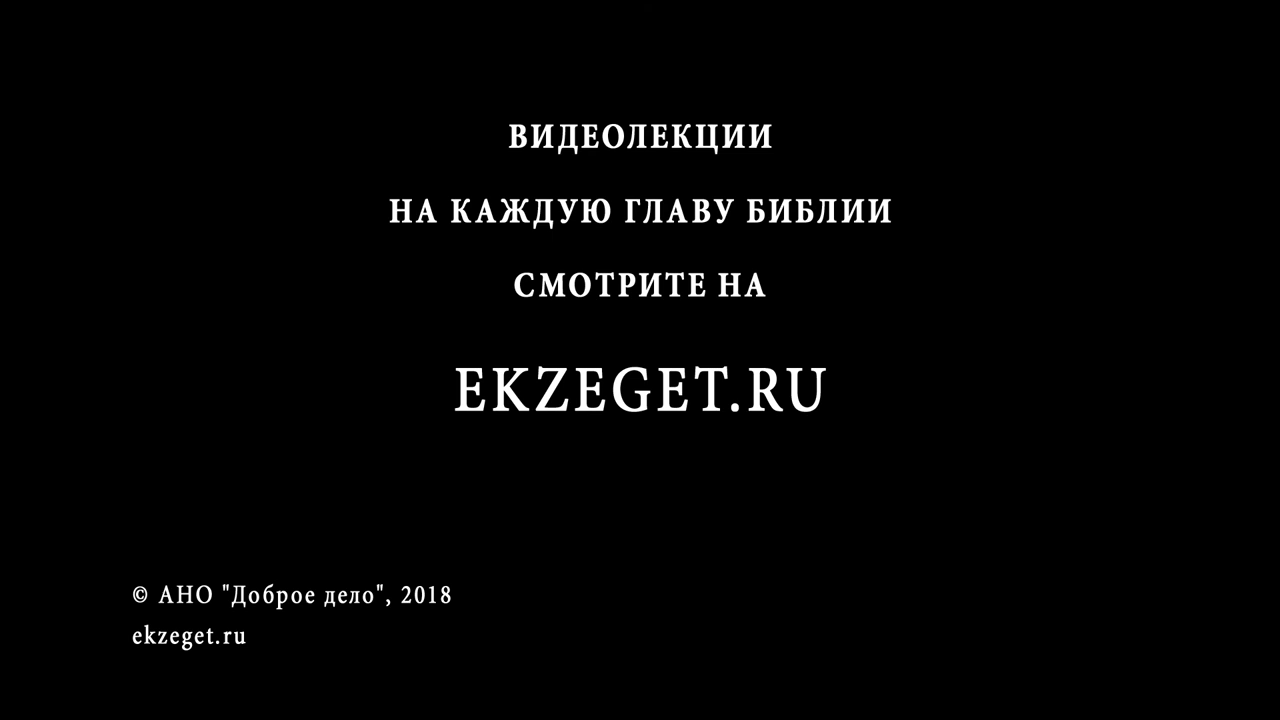 ВИДЕОЛЕКЦИИ
НА КАЖДУЮ ГЛАВУ БИБЛИИ
СМОТРИТЕ НА
EKZEGET.RU
© АНО "Доброе дело", 2018
ekzeget.ru